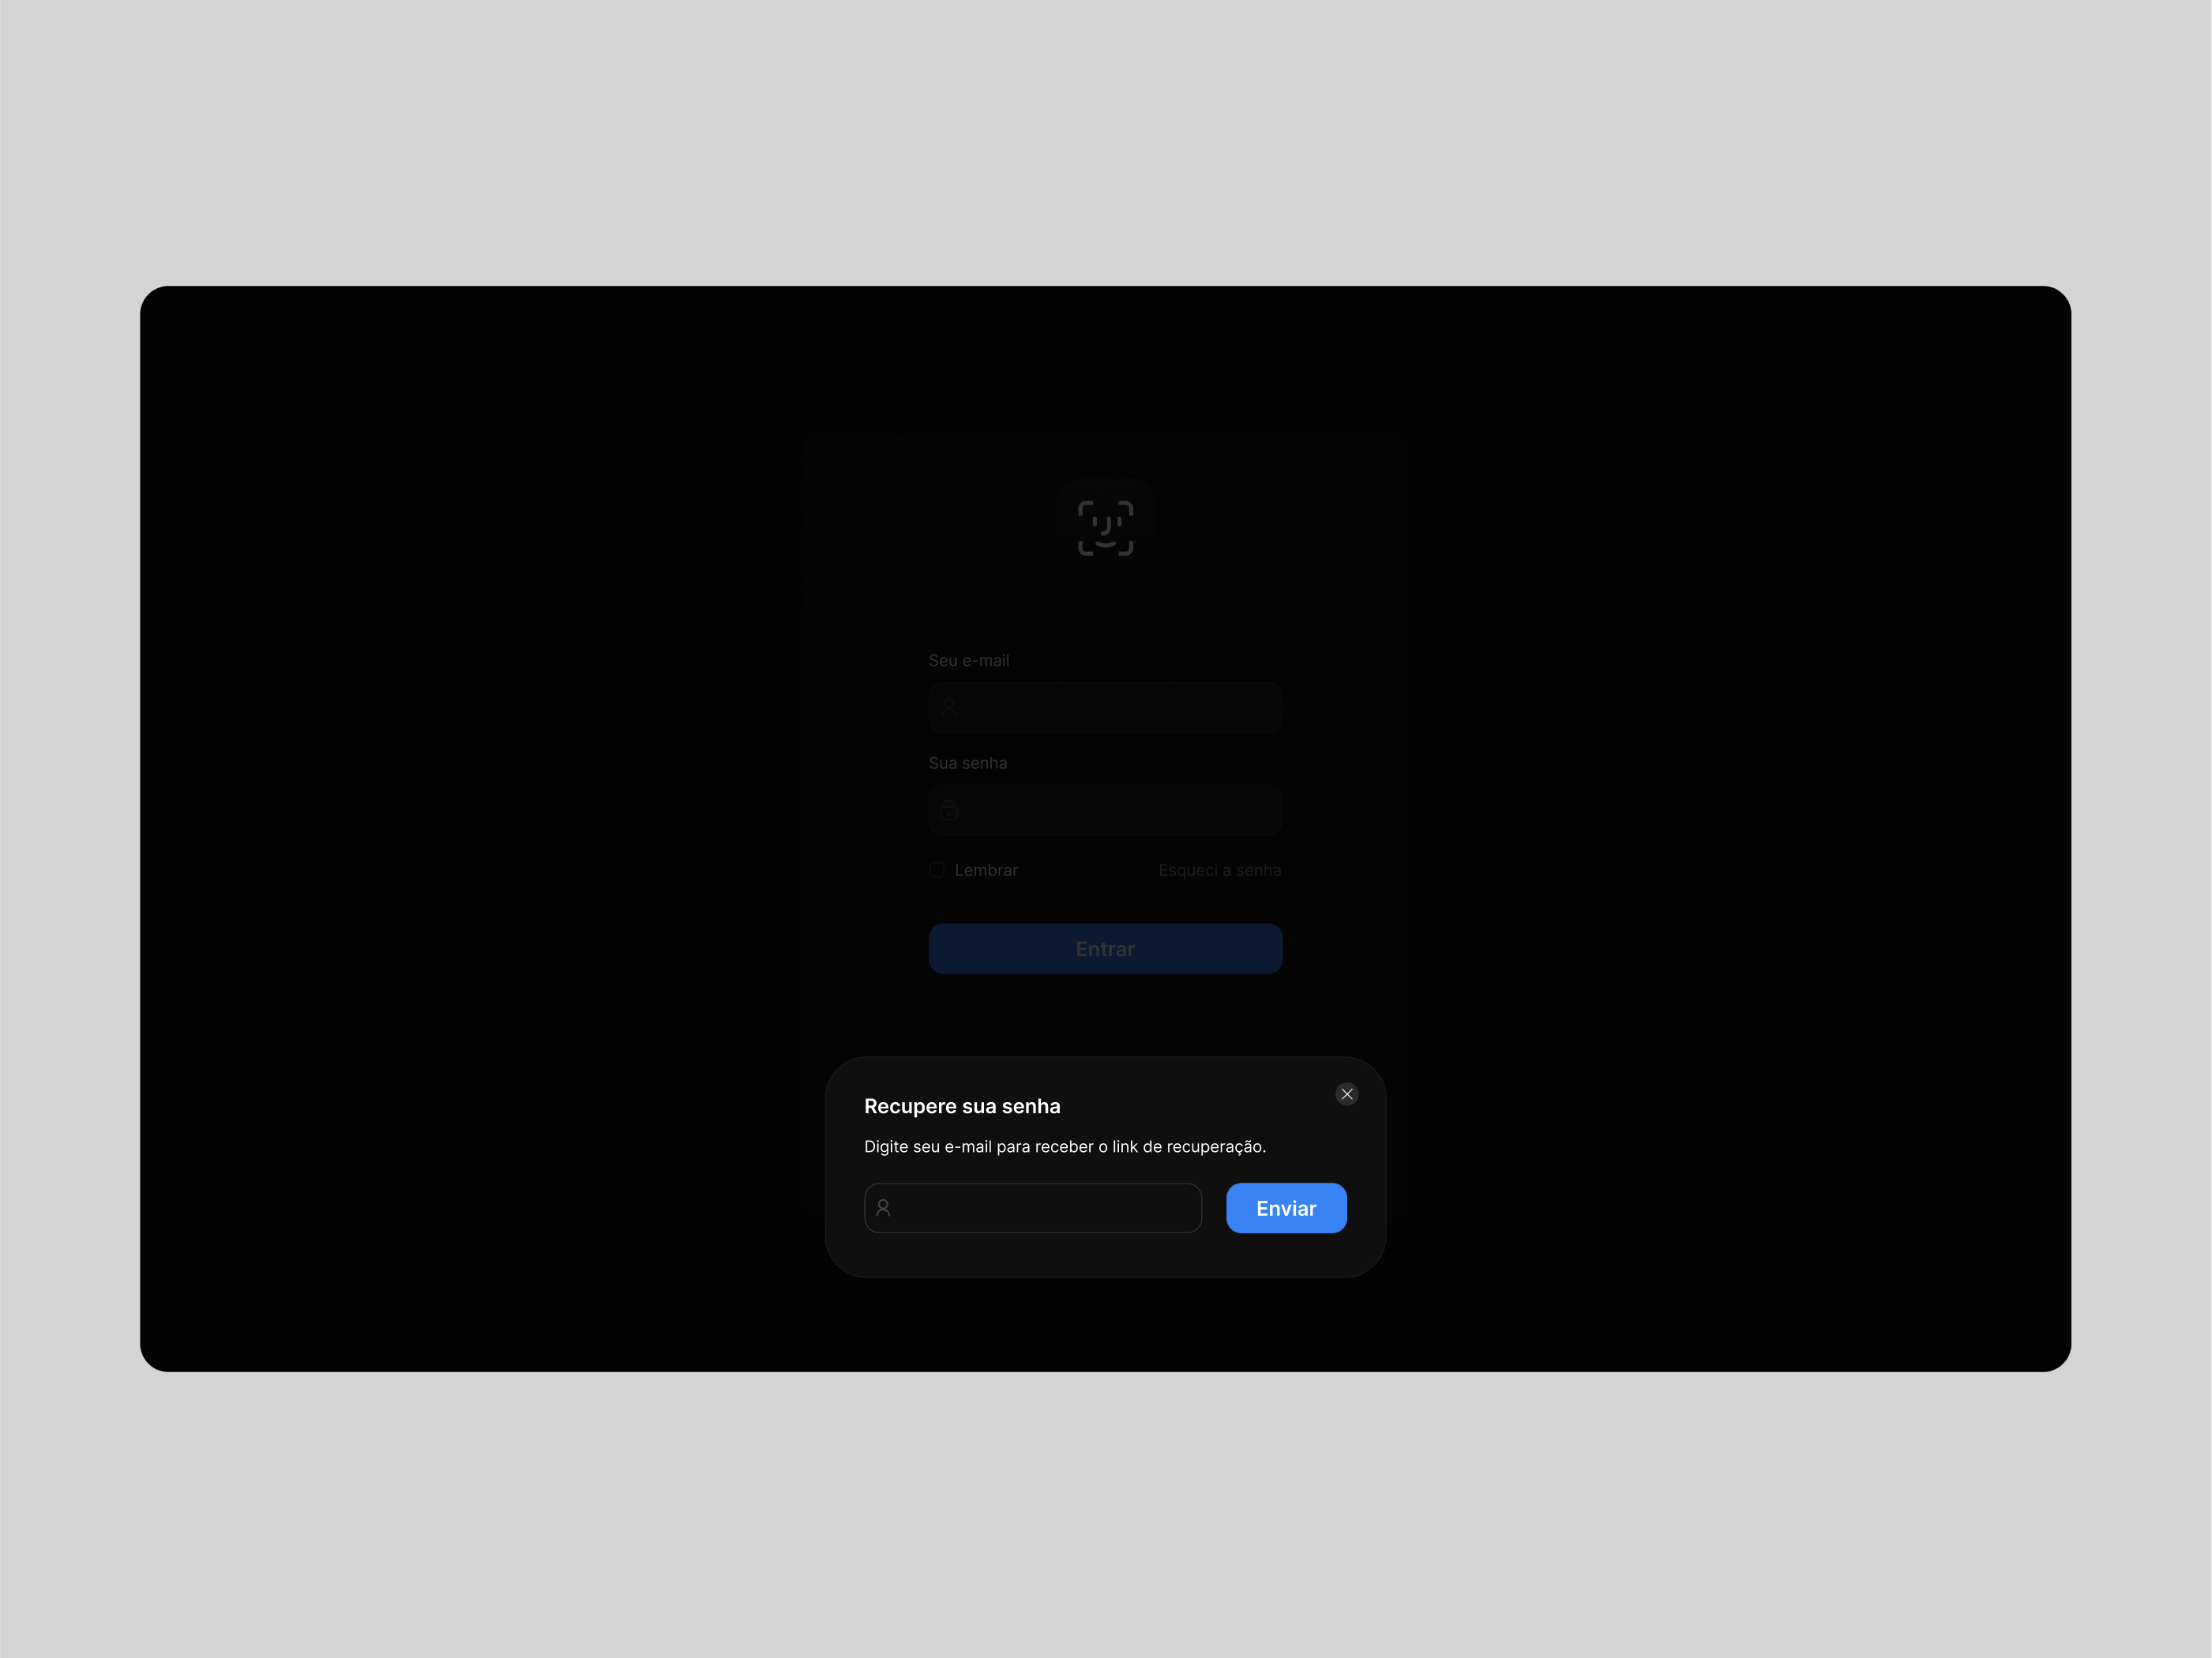 Seu e-mail
Sua senha
Lembrar
Esqueci a senha
Entrar
Recupere sua senha
Digite seu e-mail para receber o link de recuperação.
Enviar